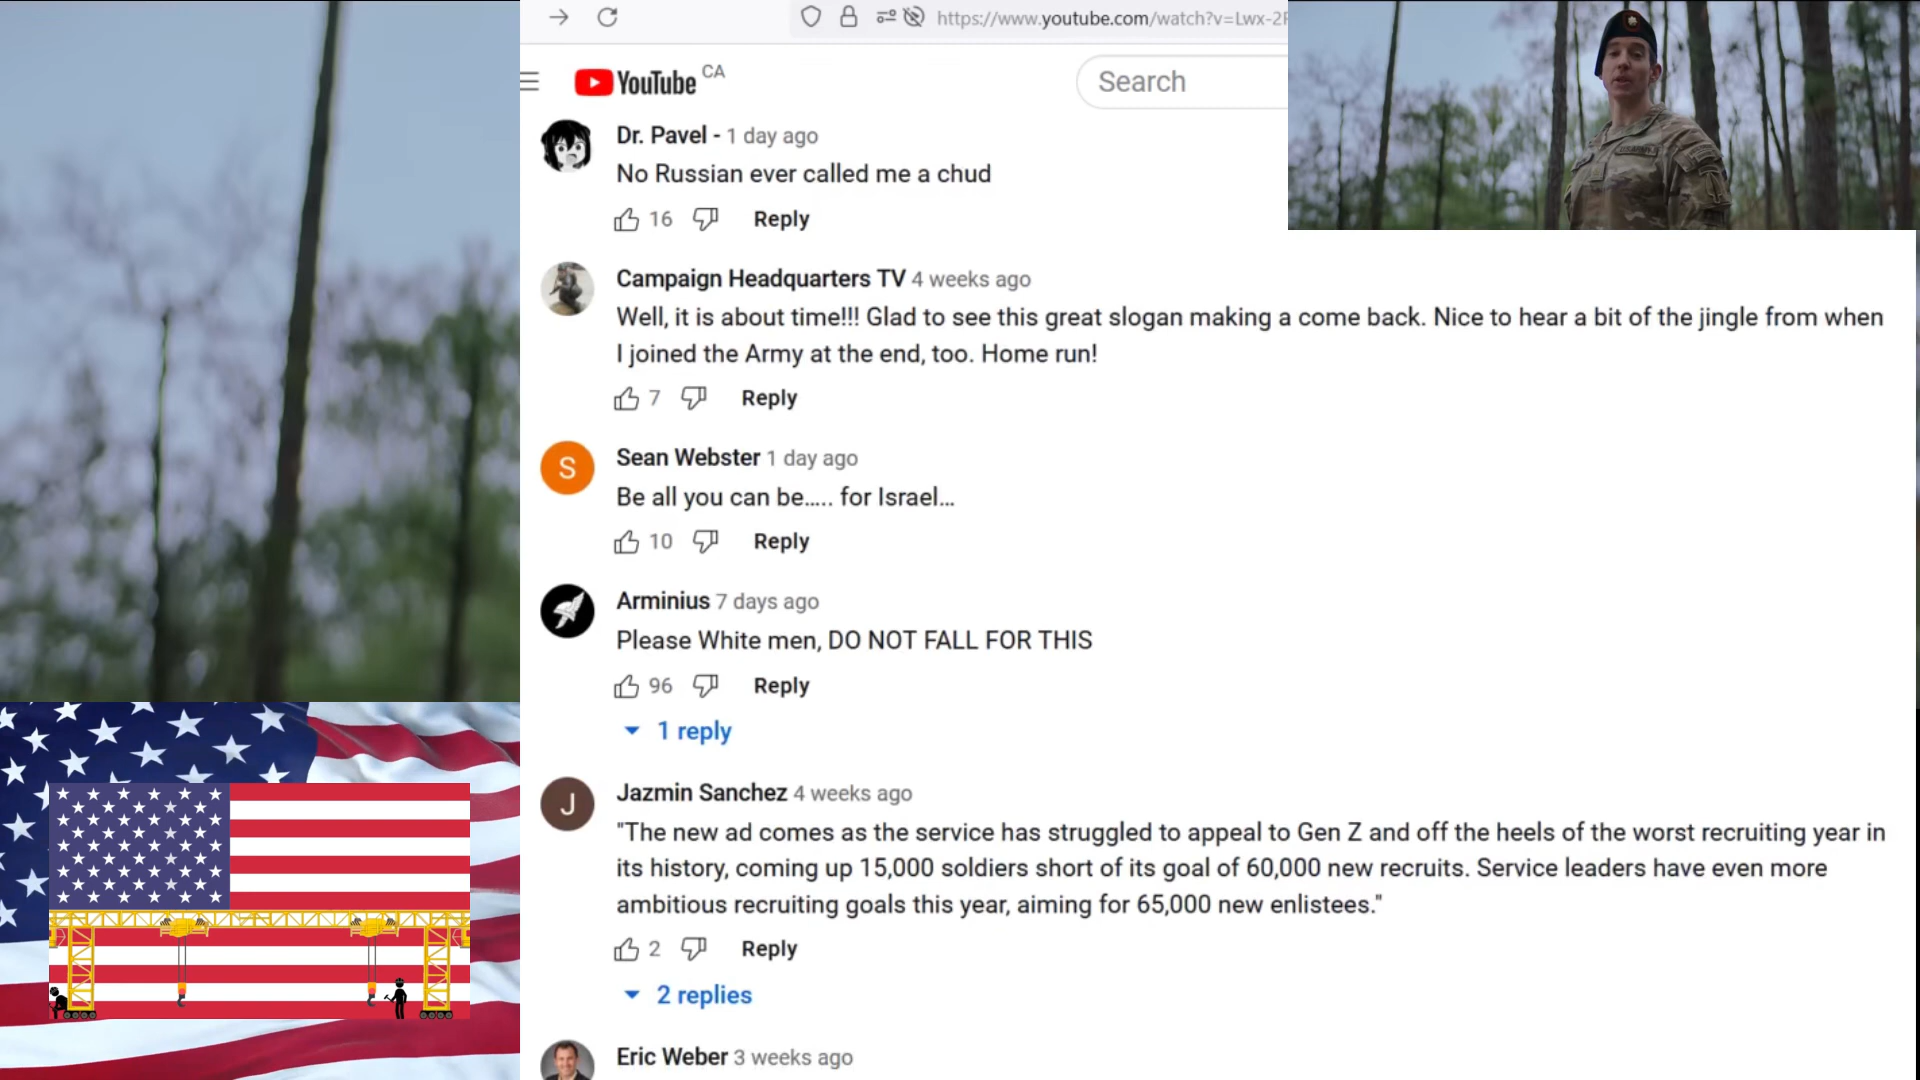 https://www.youtube.com/watch?v=Lwx-2
YouTube CA
Search
Dr. Pavel - 1 day ago
No Russian ever called me a chud
16 Reply
Campaign Headquarters TV 4 weeks ago
Well, it is about time!!! Glad to see this great slogan making a come back. Nice to hear a bit of the jingle from when
I joined the Army at the end, too. Home run!
7 Reply
S
Sean Webster 1 day ago
Be all you can be..... for Israel...
10 Reply
Arminius 7 days ago
Please White men, DO NOT FALL FOR THIS
96 Reply
1 reply
J
Jazmin Sanchez 4 weeks ago
"The new ad comes as the service has struggled to appeal to Gen Z and off the heels of the worst recruiting year in
its history, coming up 15,000 soldiers short of its goal of 60,000 new recruits. Service leaders have even more
ambitious recruiting goals this year, aiming for 65,000 new enlistees."
2 Reply
2 replies
Eric Weber 3 weeks ago